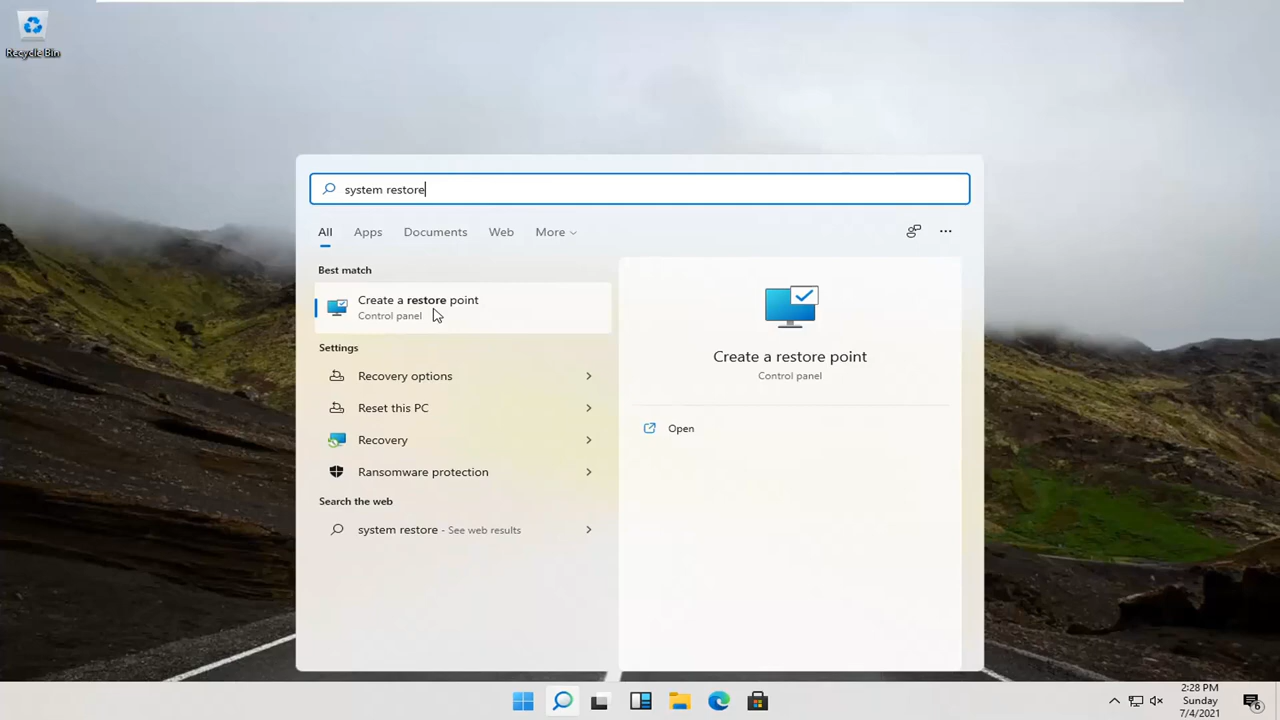 Recycle Bin
system restore
All Apps Documents Web More
Best match
Create a restore point
Control panel
Settings
Recovery options
Reset this PC
Recovery
Ransomware protection
Search the web
system restore - See web results
Create a restore point
Control panel
Open
2:28 PM
Sunday
7/4/2021
6